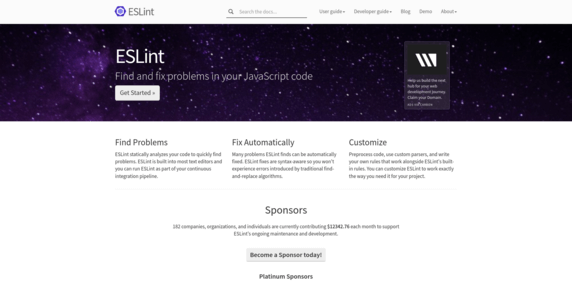 ESLint
Search the docs...
User guide
Developer guide
Blog
Demo
About
ESLint
Find and fix problems in your JavaScript code
Get Started »
Help us build the next
hub for your web
development journey.
Claim your Domain.
Find Problems
ESLint statically analyzes your code to quickly find
problems. ESLint is built into most text editors and
you can run ESLint as part of your continuous
integration pipeline.
Fix Automatically
Many problems ESLint finds can be automatically
fixed. ESLint fixes are syntax-aware so you won't
experience errors introduced by traditional find-
and-replace algorithms.
Customize
Preprocess code, use custom parsers, and write
your own rules that work alongside ESLint's built-
in rules. You can customize ESLint to work exactly
the way you need it for your project.
Sponsors
182 companies, organizations, and individuals are currently contributing $12342.76 each month to support
ESLint's ongoing maintenance and development.
Become a Sponsor today!
Platinum Sponsors